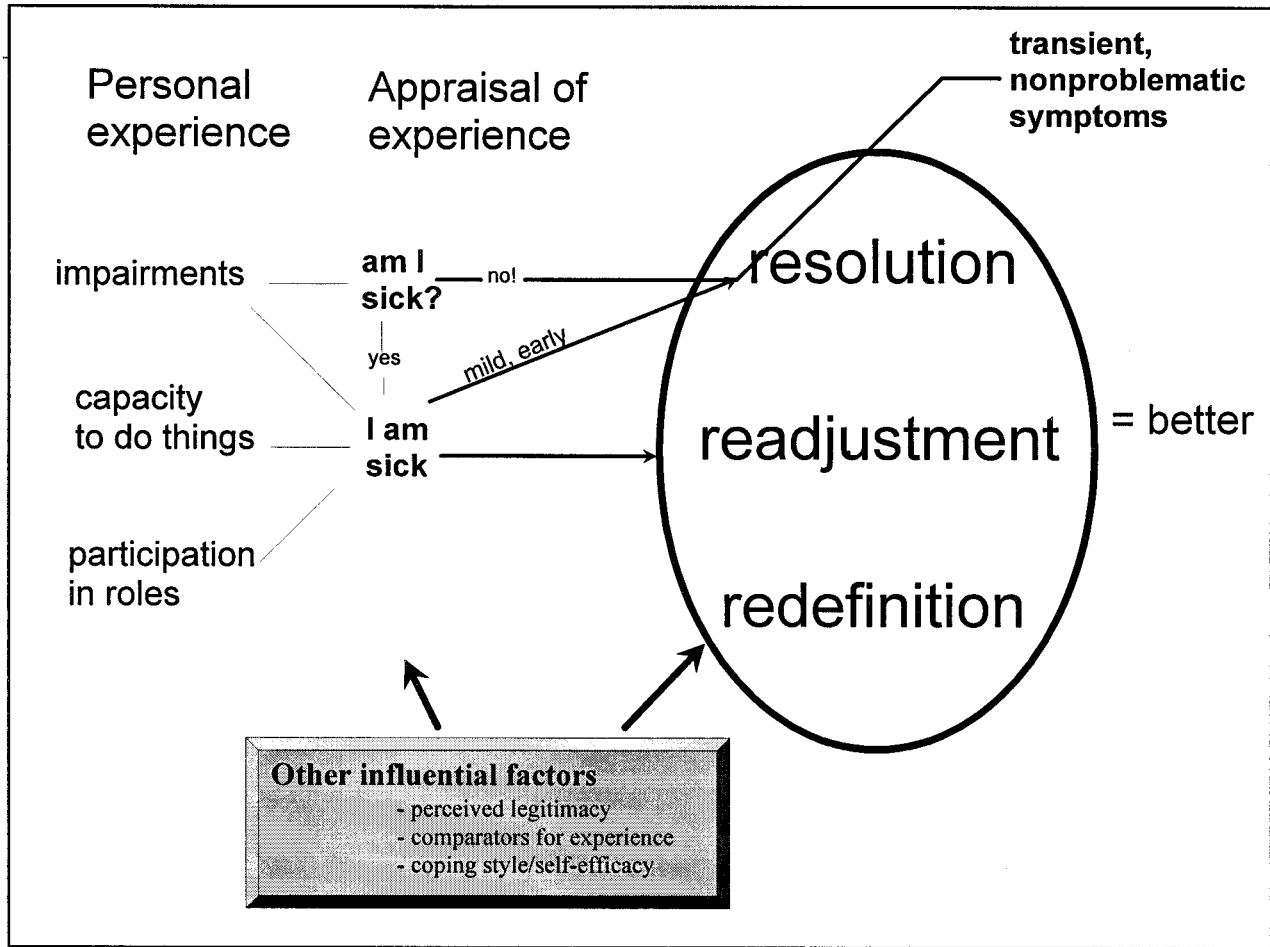 transient,
nonproblematic
symptoms
Personal
experience
Appraisal of
experience
impairments
am I
sick?
no!
resolution
yes
mild, early
capacity
to do things
I am
sick
readjustment
= better
participation
in roles
redefinition
Other influential factors
- perceived legitimacy
- comparators for experience
- coping style/self-efficacy